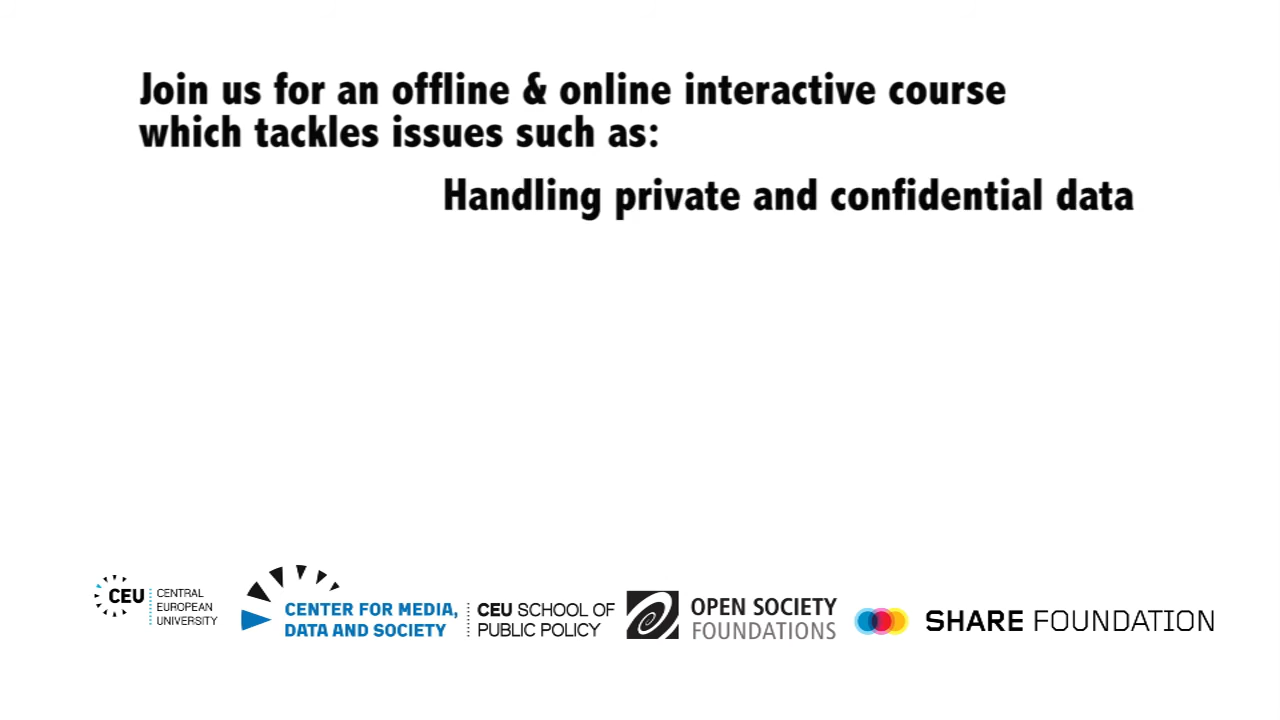 Join us for an offline & online interactive course
which tackles issues such as:
Handling private and confidential data
CEU CENTRAL
EUROPEAN
UNIVERSITY
CENTER FOR MEDIA,
DATA AND SOCIETY
CEU SCHOOL OF
PUBLIC POLICY
OPEN SOCIETY
FOUNDATIONS
SHARE FOUNDATION